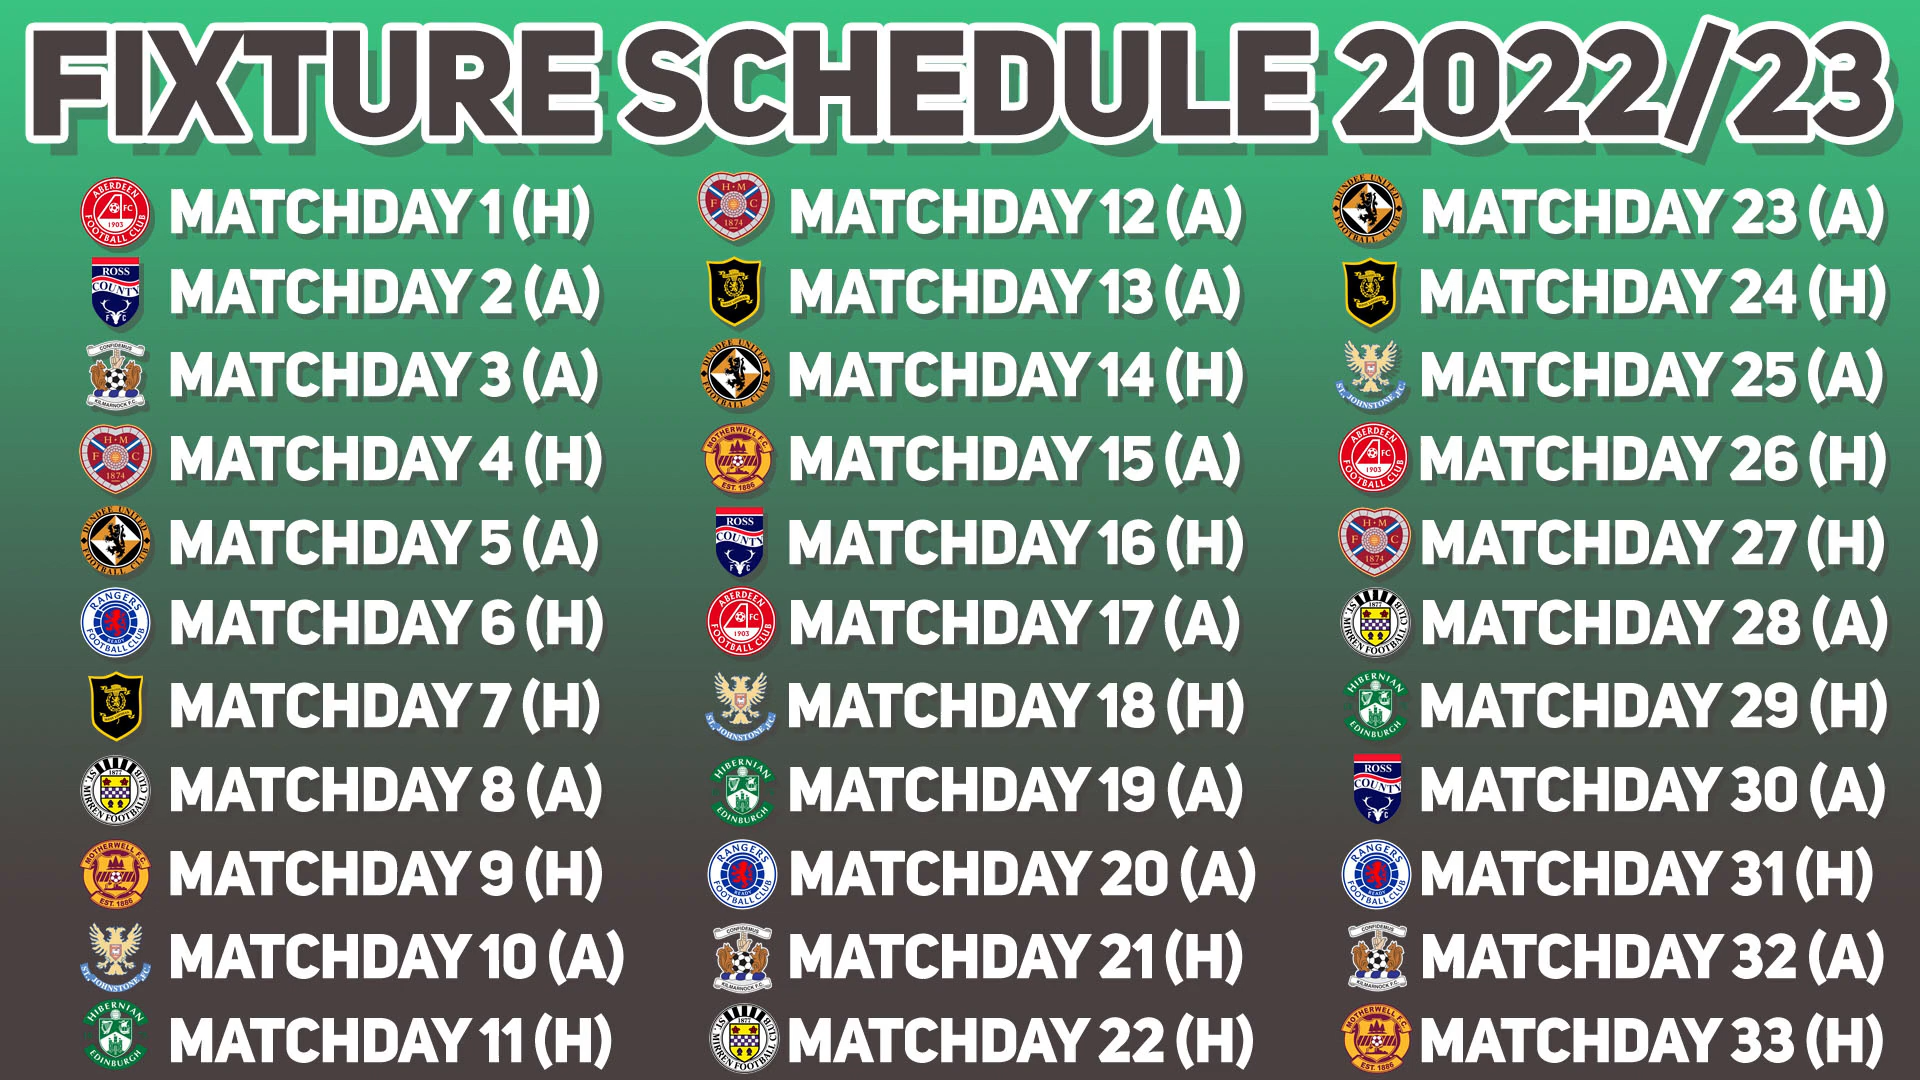 FIXTURE SCHEDULE 2022/23
MATCHDAY 1 (H)
MATCHDAY 2 (A)
MATCHDAY 3 (A)
MATCHDAY 4 (H)
MATCHDAY 5 (A)
MATCHDAY 6 (H)
MATCHDAY 7 (H)
MATCHDAY 8 (A)
MATCHDAY 9 (H)
MATCHDAY 10 (A)
MATCHDAY 11 (H)
MATCHDAY 12 (A)
MATCHDAY 13 (A)
MATCHDAY 14 (H)
MATCHDAY 15 (A)
MATCHDAY 16 (H)
MATCHDAY 17 (A)
MATCHDAY 18 (H)
MATCHDAY 19 (A)
MATCHDAY 20 (A)
MATCHDAY 21 (H)
MATCHDAY 22 (H)
MATCHDAY 23 (A)
MATCHDAY 24 (H)
MATCHDAY 25 (A)
MATCHDAY 26 (H)
MATCHDAY 27 (H)
MATCHDAY 28 (A)
MATCHDAY 29 (H)
MATCHDAY 30 (A)
MATCHDAY 31 (H)
MATCHDAY 32 (A)
MATCHDAY 33 (H)